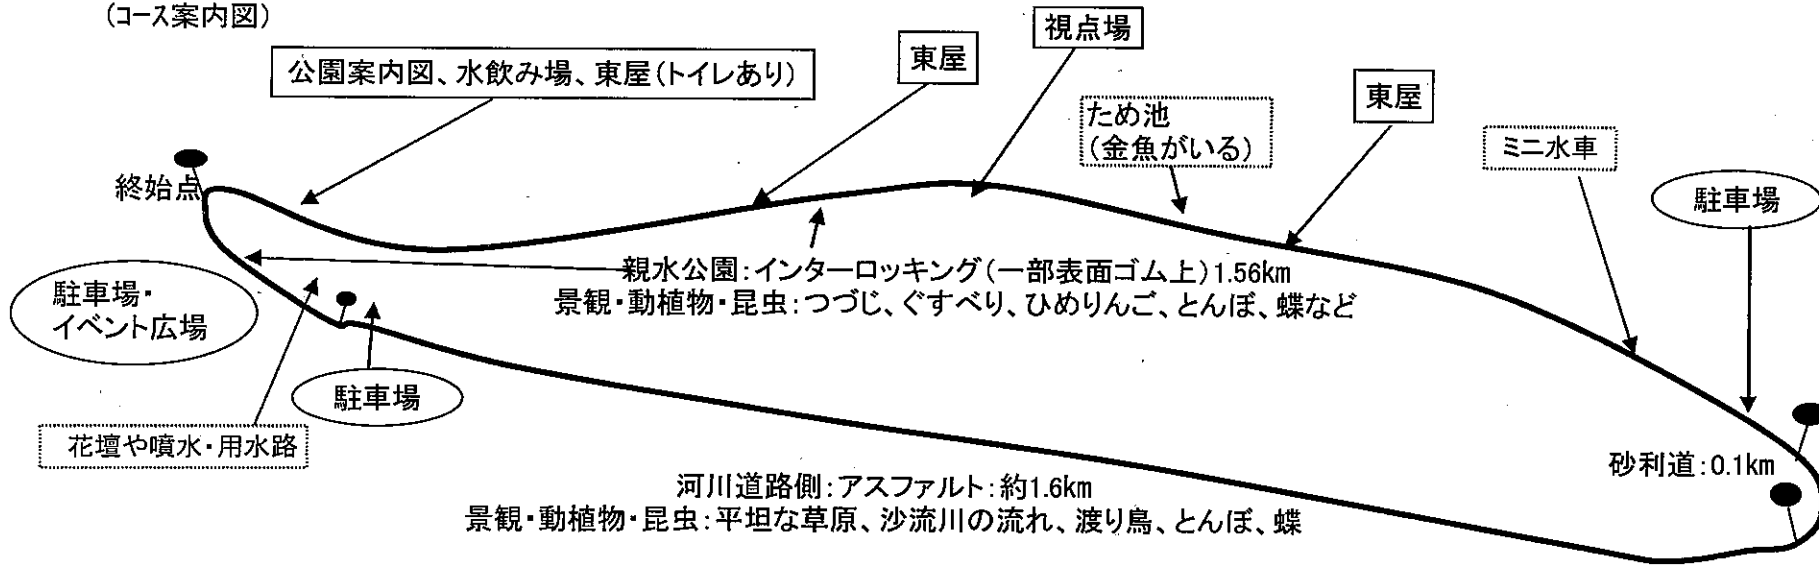 (コース案内図)
視点場
東屋
公園案内図、水飲み場、東屋(トイレあり)
東屋
ため池
(金魚がいる)
ミニ水車
終始点
駐車場
親水公園:インターロッキング(一部表面ゴム上)1.56km
景観・動植物・昆虫:つづじ、ぐすべり、ひめりんご、とんぼ、蝶など
駐車場・
イベント広場
駐車場
花壇や噴水・用水路
砂利道:0.1km
河川道路側:アスファルト:約1.6km
景観・動植物・昆虫:平坦な草原、沙流川の流れ、渡り鳥、とんぼ、蝶